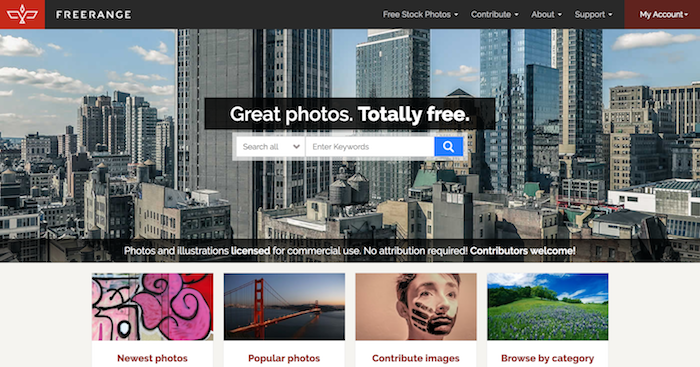 FREERANGE
Free Stock Photos Contribute About Support My Account
Great photos. Totally free.
Search all Enter Keywords
Photos and illustrations licensed for commercial use. No attribution required! Contributors welcome!
Newest photos Popular photos Contribute images Browse by category